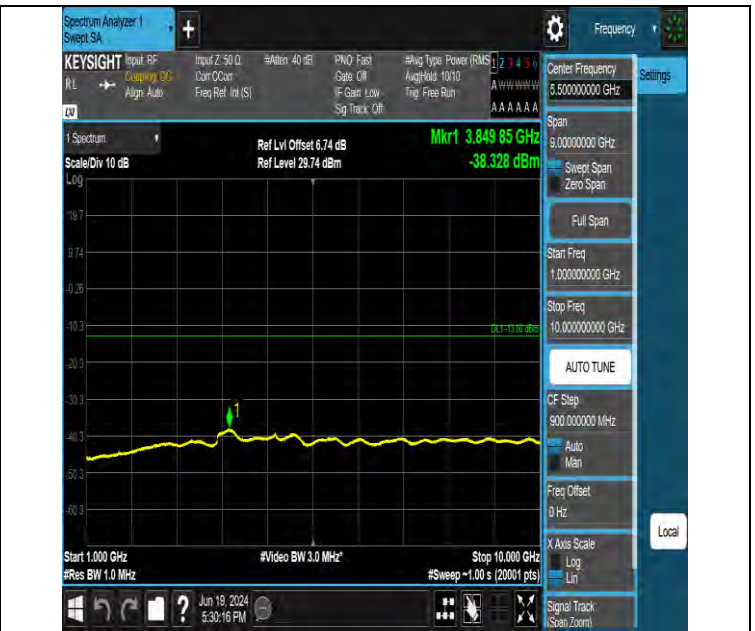 Spectrum Analyzer 1
Swept SA
+
Frequency
KEYSIGHT Input: RF
RL Coupling: DC
Align: Auto
Input Z: 50 Ω
Corr CCorr
Freq Ref: Int (S)
#Atten: 40 dB
PNO: Fast
Gate: Off
IF Gain: Low
Sig Track: Off
#Avg Type: Power (RMS
Avg|Hold: 10/10
Trig: Free Run
1 2 3 4 5 6
A W W W W W
A A A A A A
Center Frequency
5.500000000 GHz
Settings
Span
9.00000000 GHz
Swept Span
Zero Span
Full Span
Start Freq
1.000000000 GHz
Stop Freq
10.000000000 GHz
AUTO TUNE
CF Step
900.000000 MHz
Auto
Man
Freq Offset
0 Hz
X Axis Scale
Log
Lin
Signal Track
(Span Zoom)
Local
1 Spectrum
Scale/Div 10 dB
Log
Ref Lvl Offset 6.74 dB
Ref Level 29.74 dBm
Mkr1 3.849 85 GHz
-38.328 dBm
19.7
9.74
-0.26
-10.3
DL1 -13.00 dBm
-20.3
-30.3
1
-40.3
-50.3
-60.3
Start 1.000 GHz
#Res BW 1.0 MHz
#Video BW 3.0 MHz*
Stop 10.000 GHz
#Sweep ~1.00 s (20001 pts)
?
Jun 19, 2024
5:30:16 PM